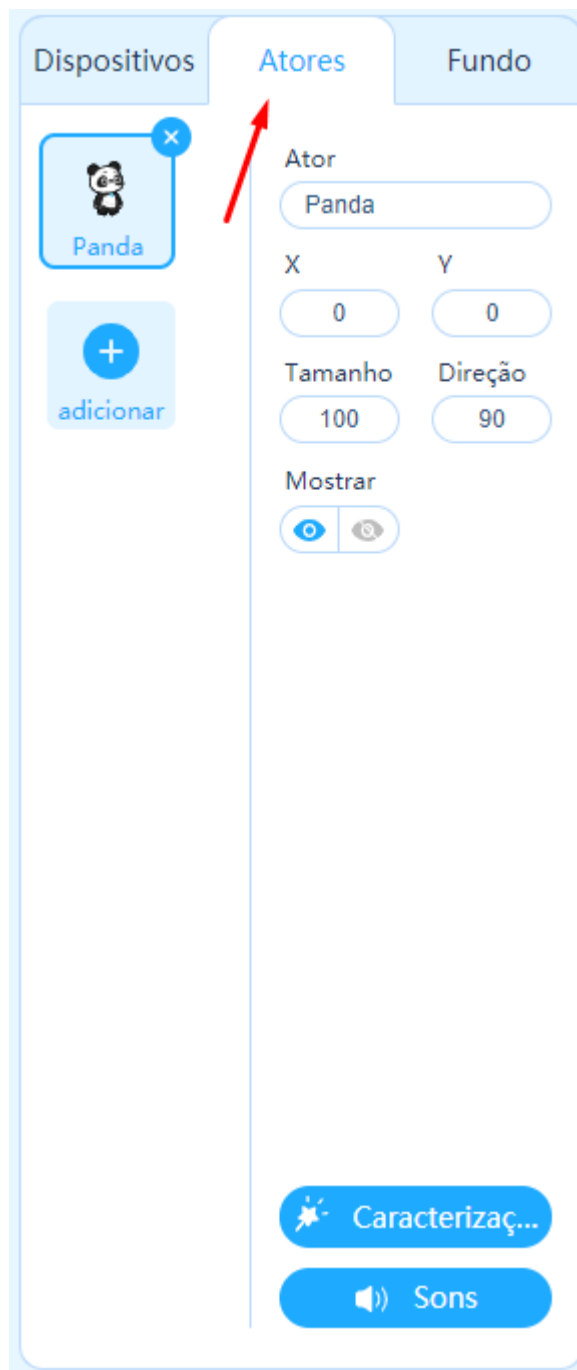 Dispositivos Atores Fundo
Panda
adicionar
Ator
Panda
X Y
0 0
Tamanho Direção
100 90
Mostrar
Caracterizaç...
Sons